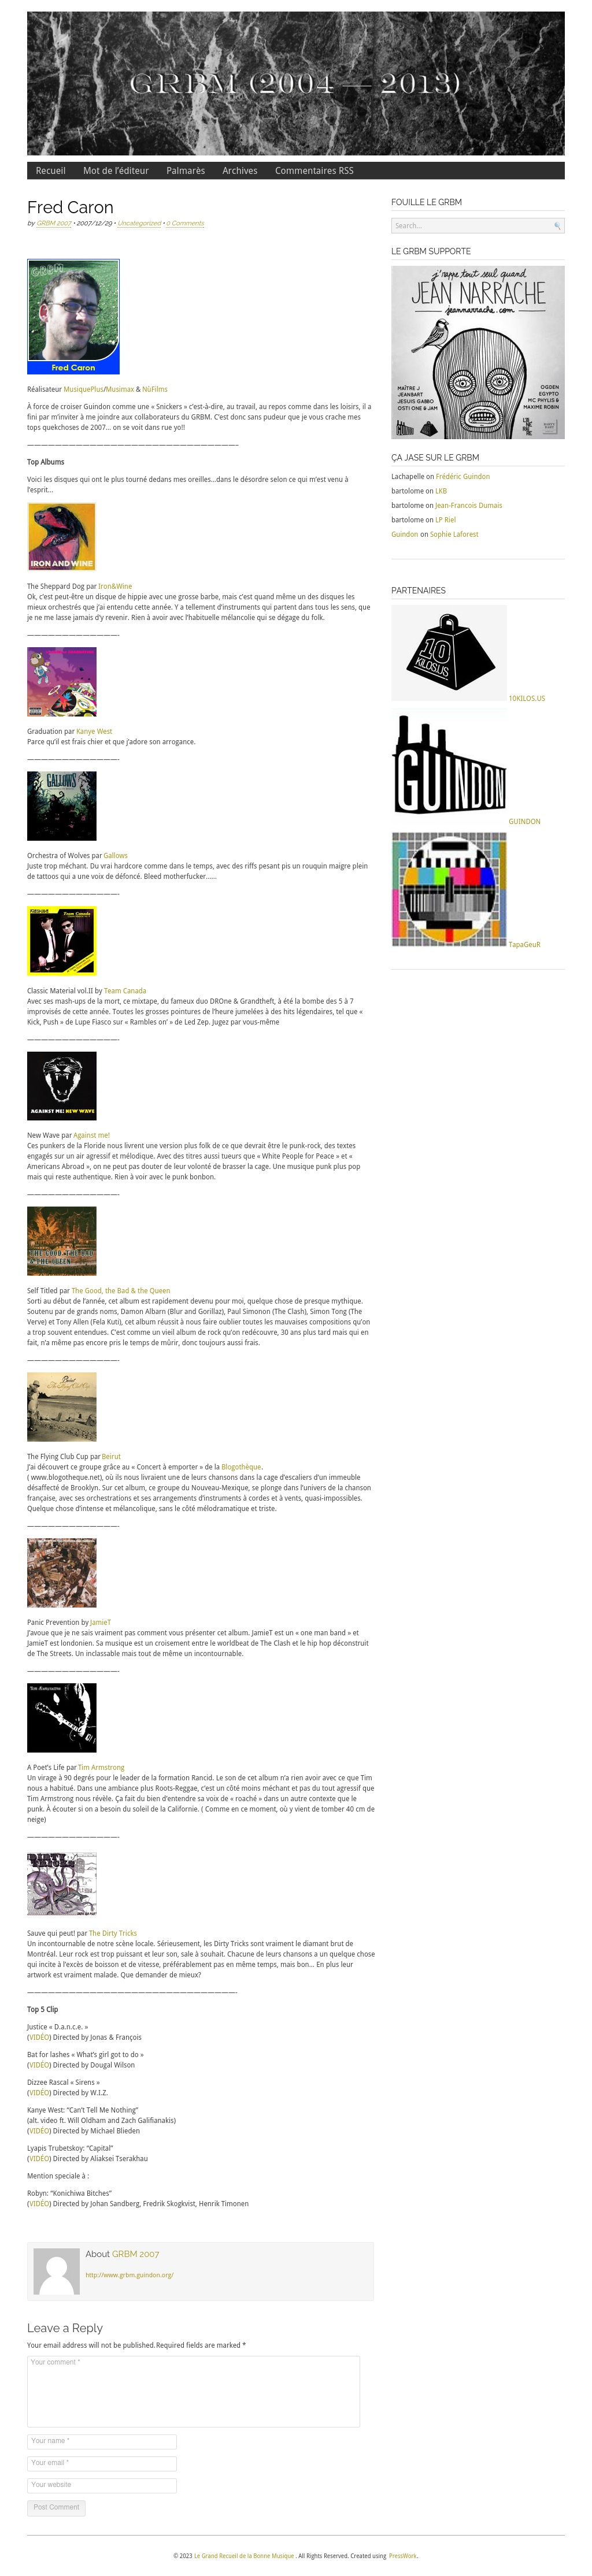 GRBM (2004 — 2013)
Recueil Mot de l'éditeur Palmarès Archives Commentaires RSS
Fred Caron
by GRBM 2007 • 2007/12/29 • Uncategorized • 0 Comments
GRBM
Fred Caron
Réalisateur MusiquePlus/Musimax & NúFilms
À force de croiser Guindon comme une « Snickers » c'est-à-dire, au travail, au repos comme dans les loisirs, il a
fini par m'inviter à me joindre aux collaborateurs du GRBM. C'est donc sans pudeur que je vous crache mes
tops quekchoses de 2007… on se voit dans rue yo!!
——————————————————————————————–
Top Albums
Voici les disques qui ont le plus tourné dedans mes oreilles…dans le désordre selon ce qui m'est venu à
l'esprit…
IRON AND WINE
The Sheppard Dog par Iron&Wine
Ok, c'est peut-être un disque de hippie avec une grosse barbe, mais c'est quand même un des disques les
mieux orchestrés que j'ai entendu cette année. Y a tellement d'instruments qui partent dans tous les sens, que
je ne me lasse jamais d'y revenir. Rien à avoir avec l'habituelle mélancolie qui se dégage du folk.
—————————————-
Graduation par Kanye West
Parce qu'il est frais chier et que j'adore son arrogance.
—————————————-
GALLOWS
Orchestra of Wolves par Gallows
Juste trop méchant. Du vrai hardcore comme dans le temps, avec des riffs pesant pis un rouquin maigre plein
de tattoos qui a une voix de défoncé. Bleed motherfucker……
—————————————-
Team Canada
Classic Material vol.II by Team Canada
Avec ses mash-ups de la mort, ce mixtape, du fameux duo DROne & Grandtheft, à été la bombe des 5 à 7
improvisés de cette année. Toutes les grosses pointures de l'heure jumelées à des hits légendaires, tel que «
Kick, Push » de Lupe Fiasco sur « Rambles on' » de Led Zep. Jugez par vous-même
—————————————-
AGAINST ME! NEW WAVE
New Wave par Against me!
Ces punkers de la Floride nous livrent une version plus folk de ce que devrait être le punk-rock, des textes
engagés sur un air agressif et mélodique. Avec des titres aussi tueurs que « White People for Peace » et «
Americans Abroad », on ne peut pas douter de leur volonté de brasser la cage. Une musique punk plus pop
mais qui reste authentique. Rien à voir avec le punk bonbon.
—————————————-
THE GOOD, THE BAD & THE QUEEN
Self Titled par The Good, the Bad & the Queen
Sorti au début de l'année, cet album est rapidement devenu pour moi, quelque chose de presque mythique.
Soutenu par de grands noms, Damon Albarn (Blur and Gorillaz), Paul Simonon (The Clash), Simon Tong (The
Verve) et Tony Allen (Fela Kuti), cet album réussit à nous faire oublier toutes les mauvaises compositions qu'on
a trop souvent entendues. C'est comme un vieil album de rock qu'on redécouvre, 30 ans plus tard mais qui en
fait, n'a même pas encore pris le temps de mûrir, donc toujours aussi frais.
—————————————-
Beirut
The Flying Club Cup
The Flying Club Cup par Beirut
J'ai découvert ce groupe grâce au « Concert à emporter » de la Blogothèque.
( www.blogotheque.net), où ils nous livraient une de leurs chansons dans la cage d'escaliers d'un immeuble
désaffecté de Brooklyn. Sur cet album, ce groupe du Nouveau-Mexique, se plonge dans l'univers de la chanson
française, avec ses orchestrations et ses arrangements d'instruments à cordes et à vents, quasi-impossibles.
Quelque chose d'intense et mélancolique, sans le côté mélodramatique et triste.
—————————————-
Panic Prevention by JamieT
J'avoue que je ne sais vraiment pas comment vous présenter cet album. JamieT est un « one man band » et
JamieT est londonien. Sa musique est un croisement entre le worldbeat de The Clash et le hip hop déconstruit
de The Streets. Un inclassable mais tout de même un incontournable.
—————————————-
TIM ARMSTRONG
A Poet's Life par Tim Armstrong
Un virage à 90 degrés pour le leader de la formation Rancid. Le son de cet album n'a rien avoir avec ce que Tim
nous a habitué. Dans une ambiance plus Roots-Reggae, c'est un côté moins méchant et pas du tout agressif que
Tim Armstrong nous révèle. Ça fait du bien d'entendre sa voix de « roaché » dans un autre contexte que le
punk. À écouter si on a besoin du soleil de la Californie. ( Comme en ce moment, où y vient de tomber 40 cm de
neige)
—————————————-
DIRTY TRICKS
Sauve qui peut! par The Dirty Tricks
Un incontournable de notre scène locale. Sérieusement, les Dirty Tricks sont vraiment le diamant brut de
Montréal. Leur rock est trop puissant et leur son, sale à souhait. Chacune de leurs chansons a un quelque chose
qui incite à l'excès de boisson et de vitesse, préférablement pas en même temps, mais bon… En plus leur
artwork est vraiment malade. Que demander de mieux?
——————————————————————————————-
Top 5 Clip
Justice « D.a.n.c.e. »
(VIDÉO) Directed by Jonas & François
Bat for lashes « What's girl got to do »
(VIDÉO) Directed by Dougal Wilson
Dizzee Rascal « Sirens »
(VIDÉO) Directed by W.I.Z.
Kanye West: "Can't Tell Me Nothing"
(alt. video ft. Will Oldham and Zach Galifianakis)
(VIDÉO) Directed by Michael Blieden
Lyapis Trubetskoy: "Capital"
(VIDÉO) Directed by Aliaksei Tserakhau
Mention speciale à :
Robyn: "Konichiwa Bitches"
(VIDÉO) Directed by Johan Sandberg, Fredrik Skogkvist, Henrik Timonen
About GRBM 2007
http://www.grbm.guindon.org/
Leave a Reply
Your email address will not be published.Required fields are marked *
Your comment *
Your name *
Your email *
Your website
Post Comment
FOUILLE LE GRBM
Search...
LE GRBM SUPPORTE
j'rappe tout seul quand
JEAN NARRACHE
jeannarrache.com
MAÎTRE J
JEANBART
JESUS GABBÔ
OSTI ONE & JAM
OGDEN
EGYPTO
MC PHYLIS &
MAXIME ROBIN
ÇA JASE SUR LE GRBM
Lachapelle on Frédéric Guindon
bartolome on LKB
bartolome on Jean-Francois Dumais
bartolome on LP Riel
Guindon on Sophie Laforest
PARTENAIRES
10
KILOS.US
10KILOS.US
GUINDON
GUINDON
TapaGeuR
© 2023 Le Grand Recueil de la Bonne Musique . All Rights Reserved. Created using PressWork.